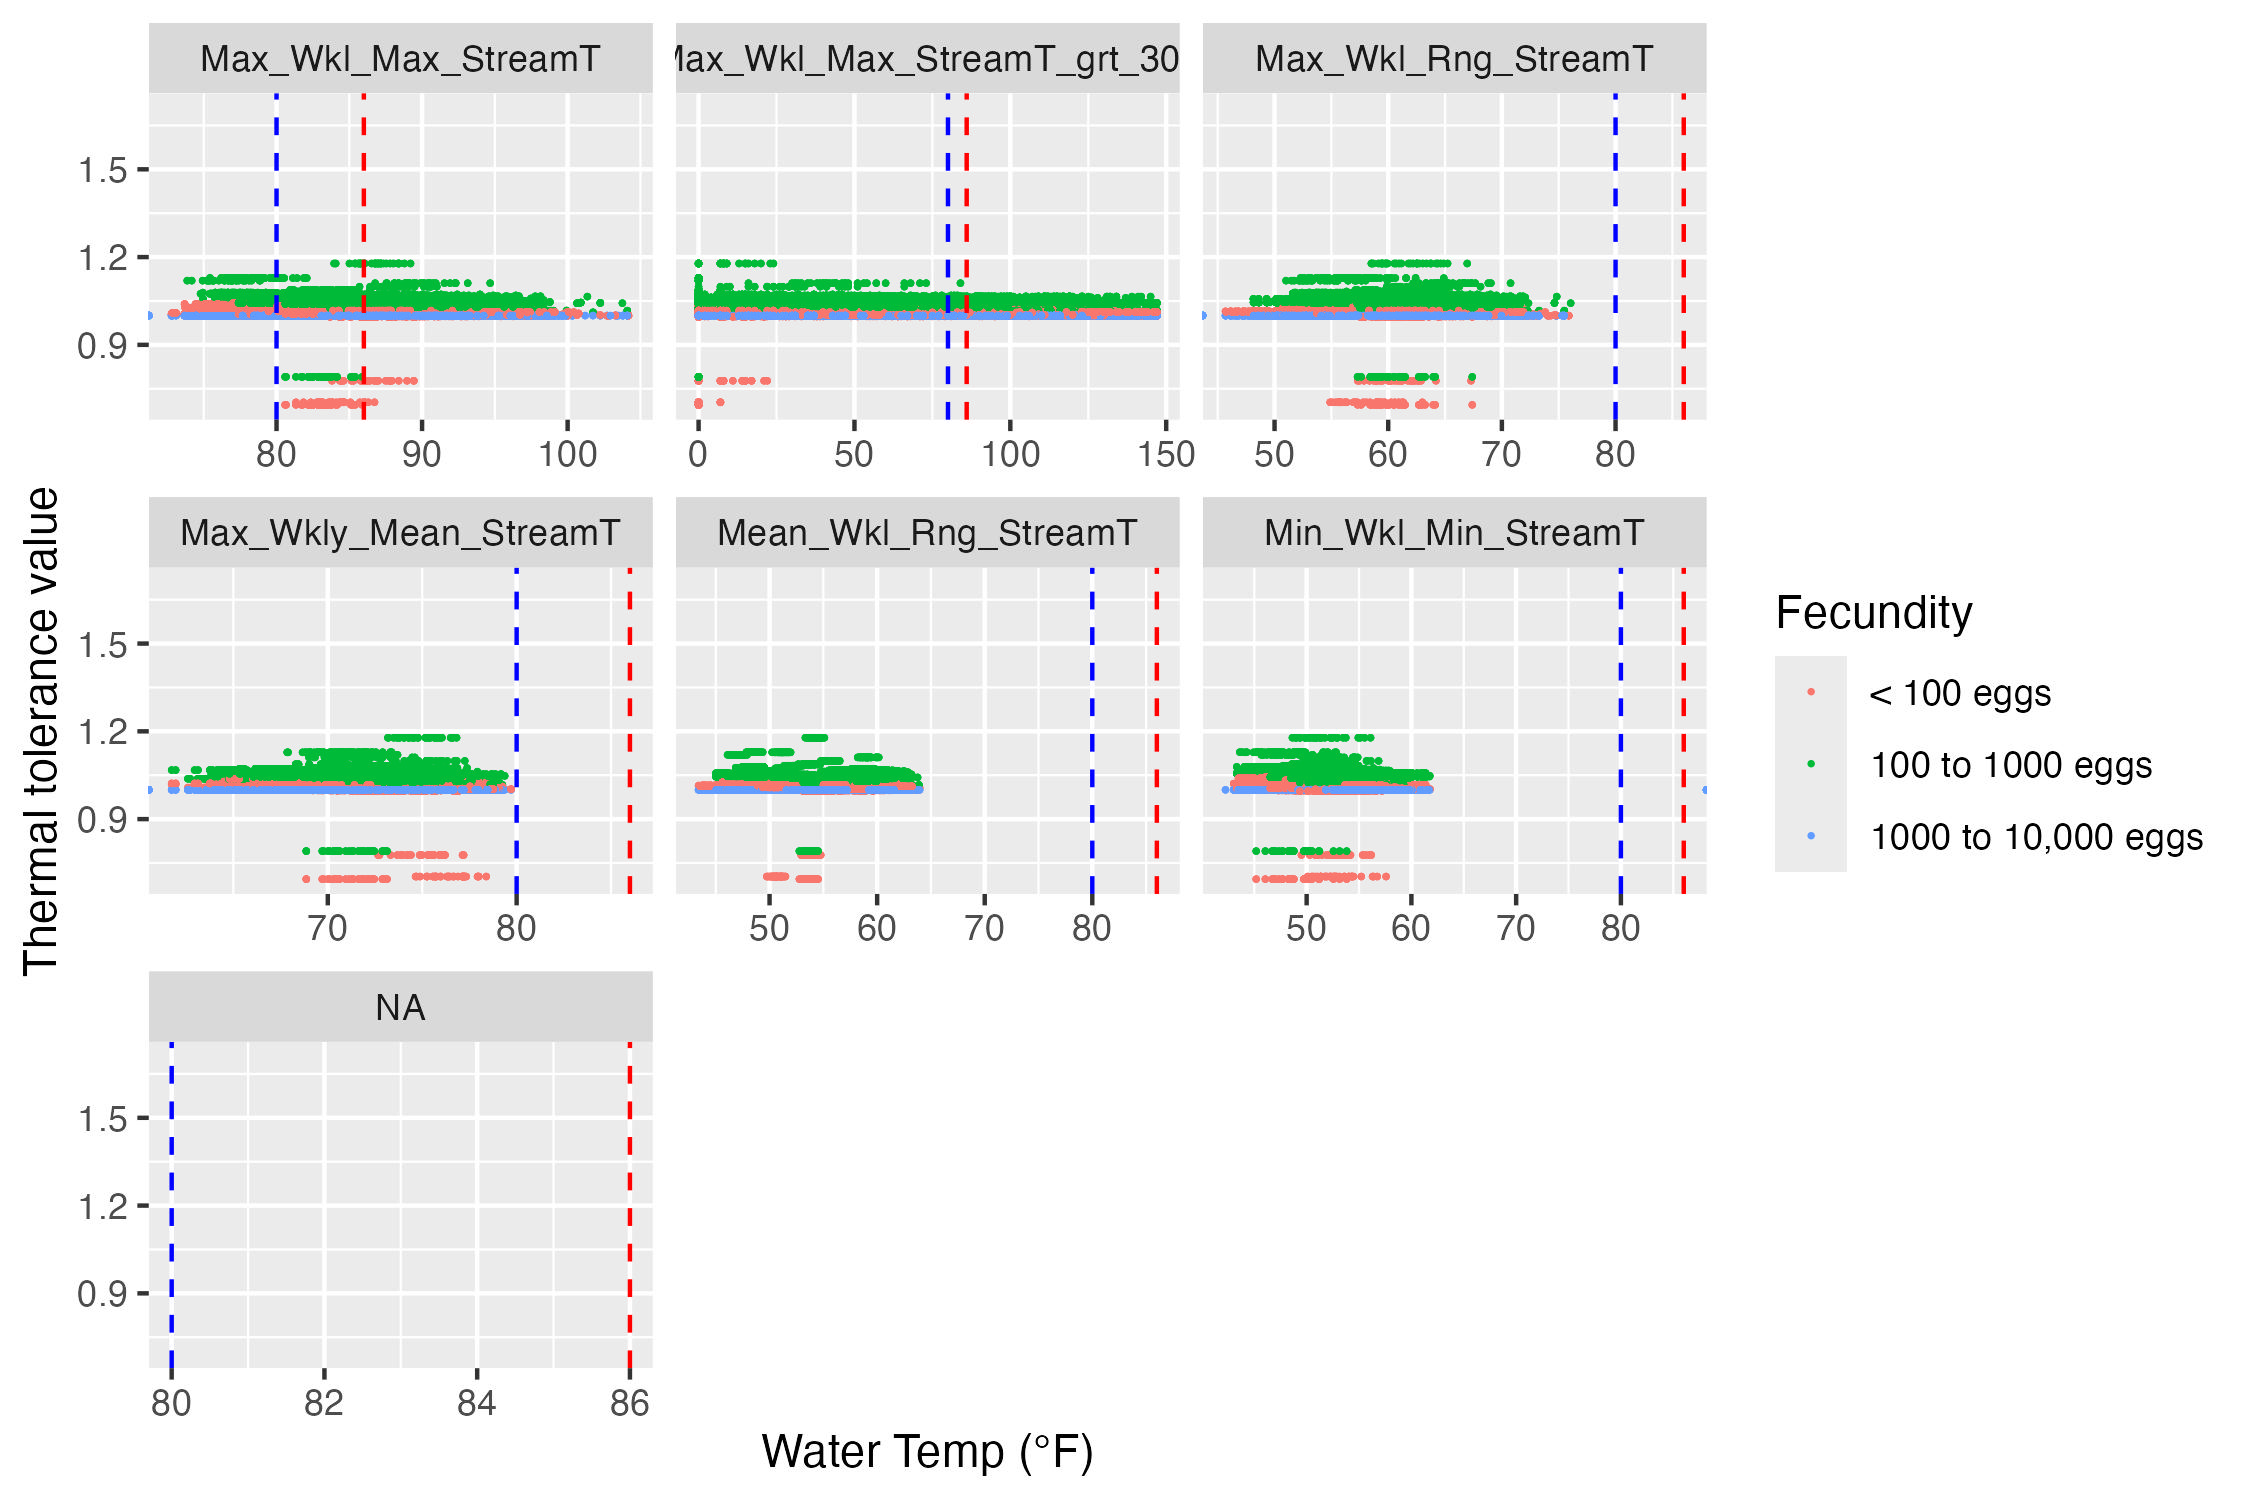 Max_Wkl_Max_StreamT
Max_Wkl_Max_StreamT_grt_30
Max_Wkl_Rng_StreamT
1.5
1.2
0.9
80 90 100
0 50 100 150
50 60 70 80
Thermal tolerance value
Max_Wkly_Mean_StreamT
Mean_Wkl_Rng_StreamT
Min_Wkl_Min_StreamT
1.5
1.2
0.9
70 80
50 60 70 80
50 60 70 80
NA
1.5
1.2
0.9
80 82 84 86
Water Temp (°F)
Fecundity
< 100 eggs
100 to 1000 eggs
1000 to 10,000 eggs